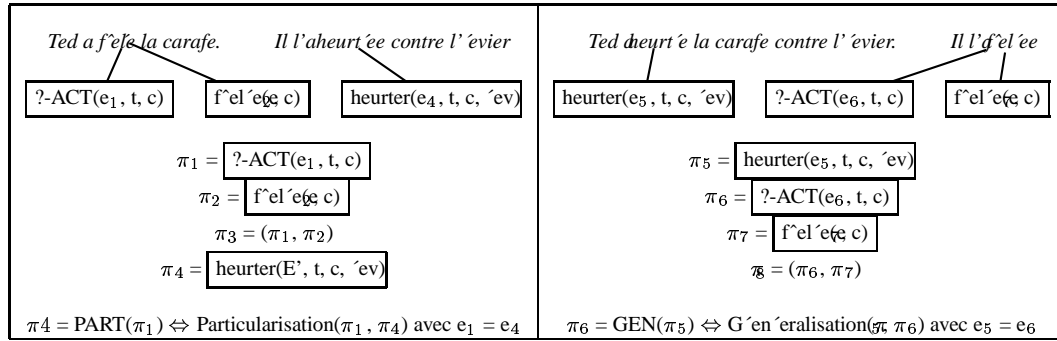 Ted a fêlé la carafe. Il l'a heurtée contre l'évier
?-ACT(e₁, t, c) fêlée(e₂, c) heurter(e₄, t, c, év)
π₁ = ?-ACT(e₁, t, c)
π₂ = fêlée(e₂, c)
π₃ = (π₁, π₂)
π₄ = heurter(E', t, c, év)
π4 = PART(π₁) ⇔ Particularisation(π₁, π₄) avec e₁ = e₄
Ted a heurté la carafe contre l'évier. Il l'a fêlée
heurter(e₅, t, c, év) ?-ACT(e₆, t, c) fêlée(e₇, c)
π₅ = heurter(e₅, t, c, év)
π₆ = ?-ACT(e₆, t, c)
π₇ = fêlée(e₇, c)
π₈ = (π₆, π₇)
π₆ = GEN(π₅) ⇔ Généralisation(π₅, π₆) avec e₅ = e₆